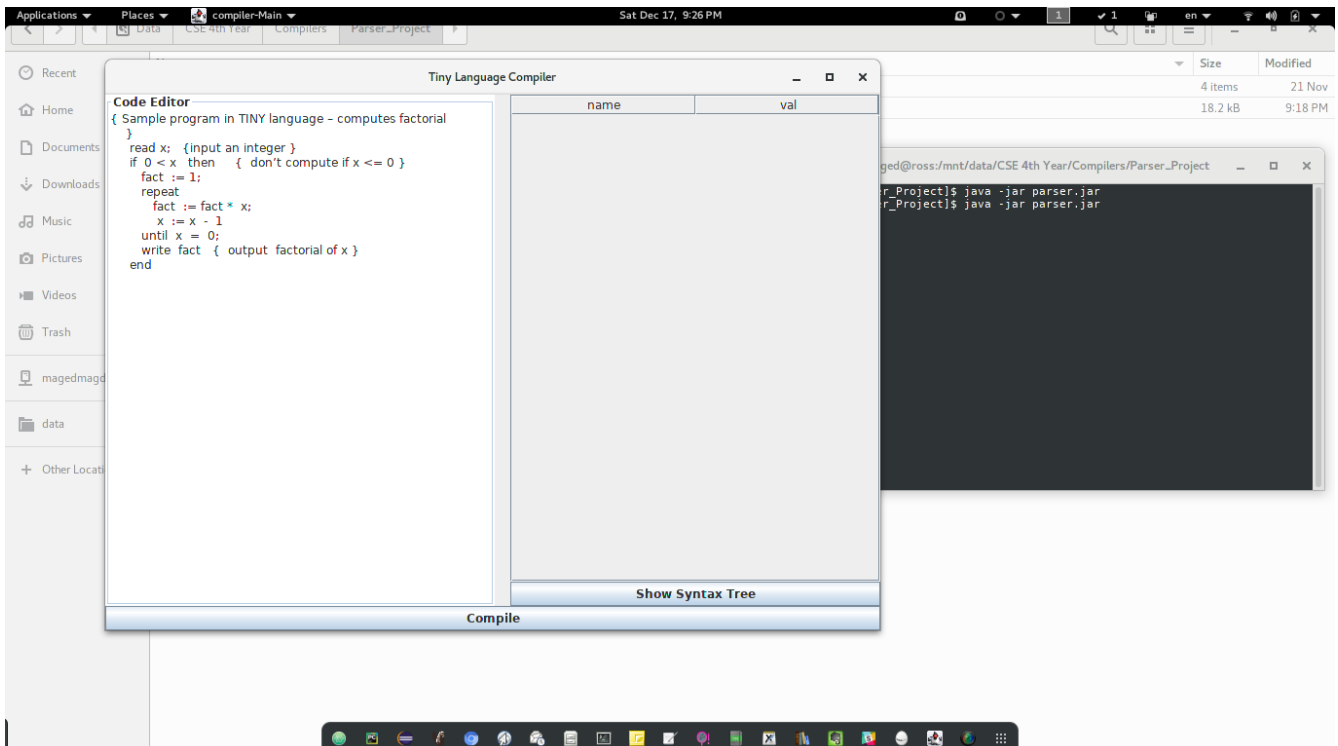 Applications Places compiler-Main Sat Dec 17, 9:26 PM 1 1 en
Data CSE 4th Year Compilers Parser_Project
Recent
Home
Documents
Downloads
Music
Pictures
Videos
Trash
magedmagd
data
+ Other Locati
Size Modified
4 items 21 Nov
18.2 kB 9:18 PM
Tiny Language Compiler
Code Editor
{ Sample program in TINY language – computes factorial
}
read x; {input an integer }
if 0 < x then { don't compute if x <= 0 }
fact := 1;
repeat
fact := fact * x;
x := x - 1
until x = 0;
write fact { output factorial of x }
end
name val
Show Syntax Tree
Compile
ged@ross:/mnt/data/CSE 4th Year/Compilers/Parser_Project
r_Project]$ java -jar parser.jar
r_Project]$ java -jar parser.jar